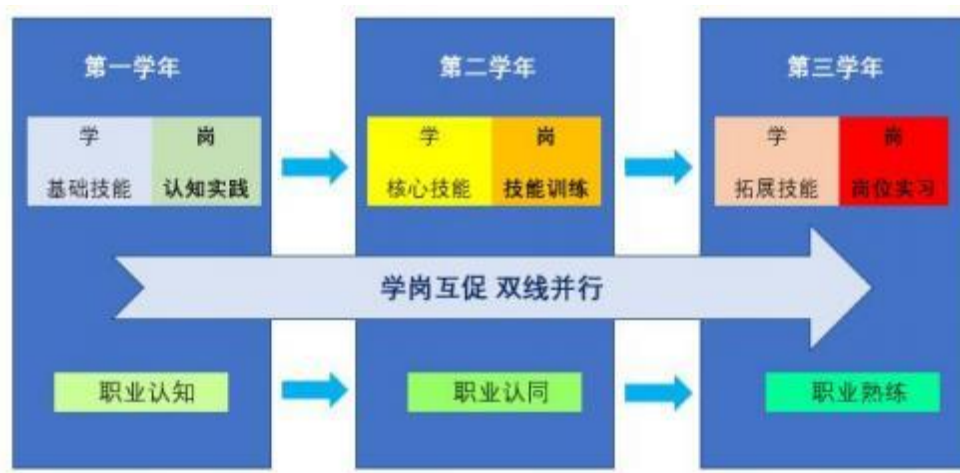 第一学年
学 岗
基础技能 认知实践
第二学年
学 岗
核心技能 技能训练
第三学年
学 岗
拓展技能 岗位实习
学岗互促 双线并行
职业认知
职业认同
职业熟练